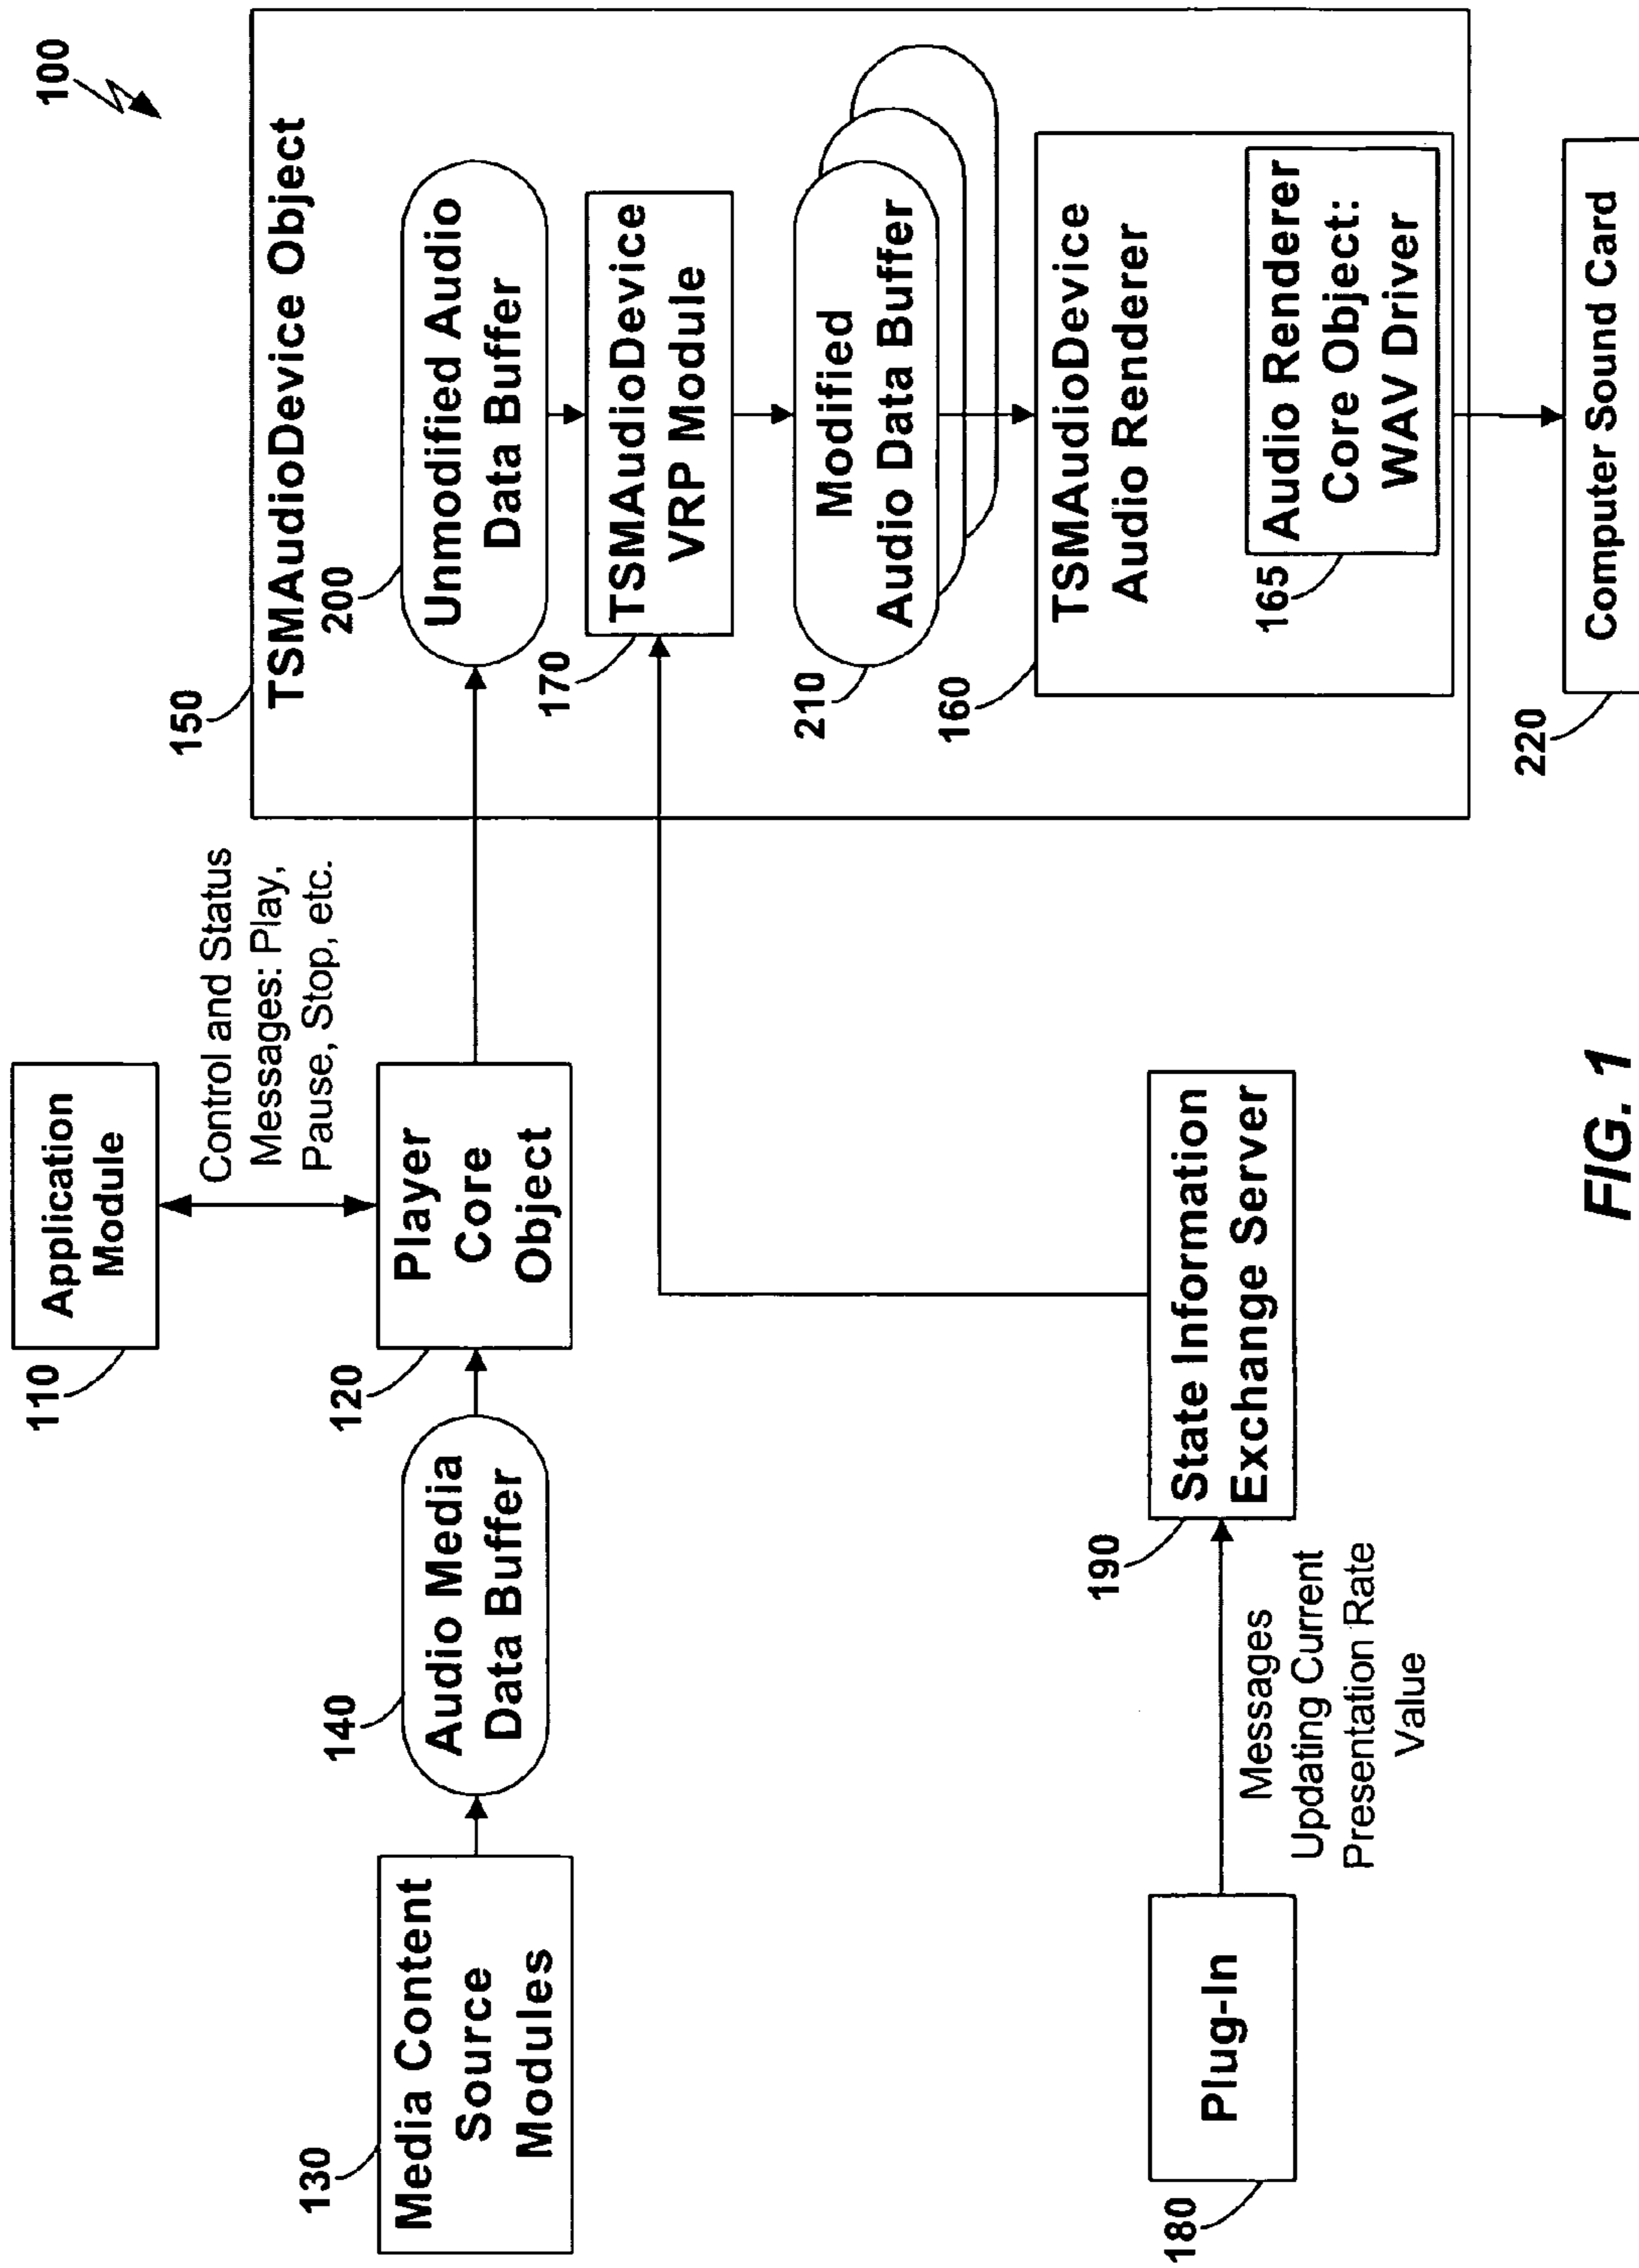 100
110
Application
Module
Control and Status
Messages: Play,
Pause, Stop, etc.
150
TSMAudioDevice Object
130
Media Content
Source
Modules
140
Audio Media
Data Buffer
120
Player
Core
Object
200
Unmodified Audio
Data Buffer
170
TSMAudioDevice
VRP Module
210
Modified
Audio Data Buffer
160
TSMAudioDevice
Audio Renderer
165
Audio Renderer
Core Object:
WAV Driver
180
Plug-In
Messages
Updating Current
Presentation Rate
Value
190
State Information
Exchange Server
220
Computer Sound Card
FIG. 1